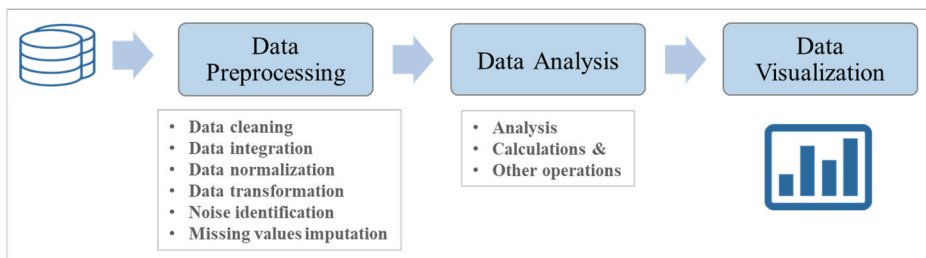 Data
Preprocessing
Data Analysis
Data
Visualization
• Data cleaning
• Data integration
• Data normalization
• Data transformation
• Noise identification
• Missing values imputation
• Analysis
• Calculations &
• Other operations